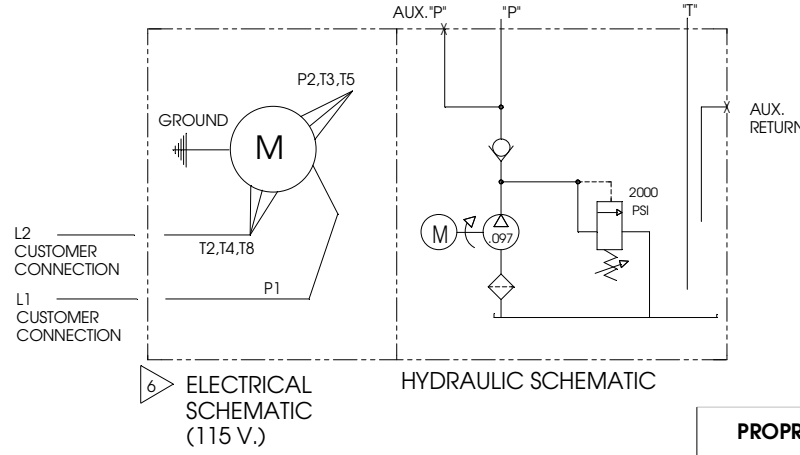 AUX."P"
"P"
"T"
P2,T3,T5
GROUND
M
AUX.
RETURN
2000
PSI
M
.097
L2
CUSTOMER
CONNECTION
T2,T4,T8
P1
L1
CUSTOMER
CONNECTION
6
ELECTRICAL
SCHEMATIC
(115 V.)
HYDRAULIC SCHEMATIC
PROPR